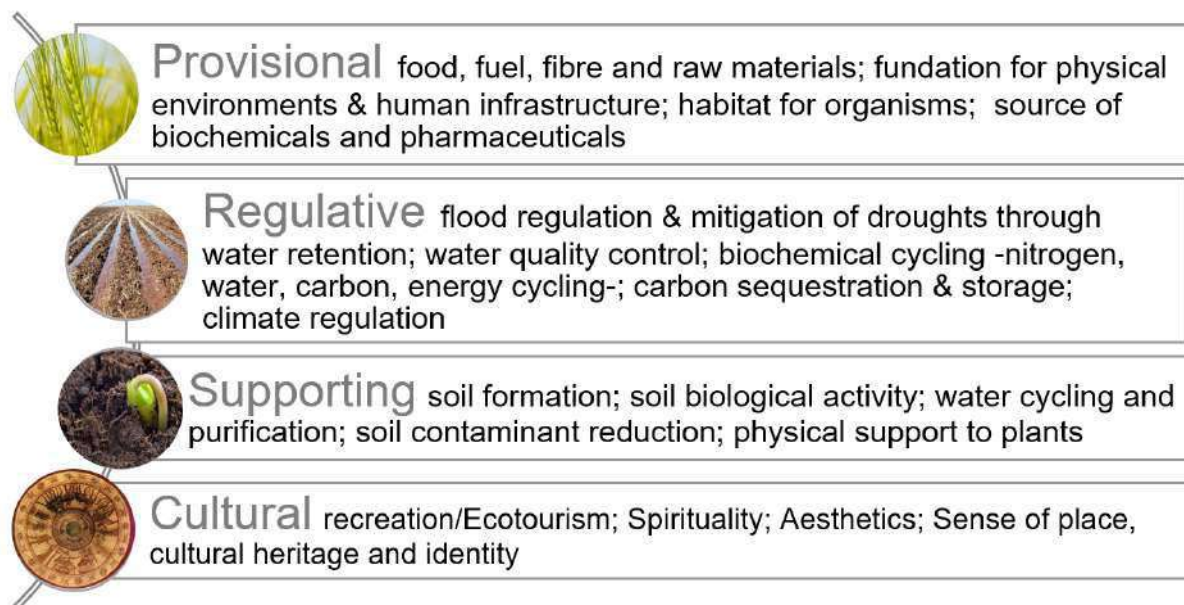 Provisional food, fuel, fibre and raw materials; fundation for physical
environments & human infrastructure; habitat for organisms; source of
biochemicals and pharmaceuticals
Regulative flood regulation & mitigation of droughts through
water retention; water quality control; biochemical cycling -nitrogen,
water, carbon, energy cycling-; carbon sequestration & storage;
climate regulation
Supporting soil formation; soil biological activity; water cycling and
purification; soil contaminant reduction; physical support to plants
Cultural recreation/Ecotourism; Spirituality; Aesthetics; Sense of place,
cultural heritage and identity